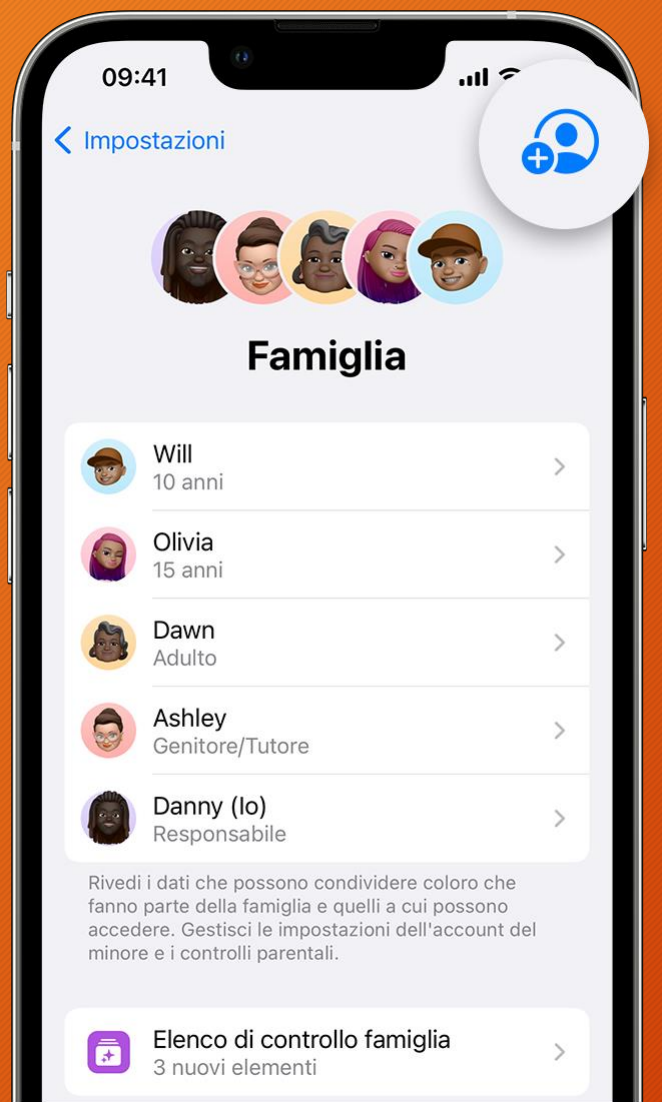 09:41
Impostazioni
Famiglia
Will
10 anni
Olivia
15 anni
Dawn
Adulto
Ashley
Genitore/Tutore
Danny (Io)
Responsabile
Rivedi i dati che possono condividere coloro che
fanno parte della famiglia e quelli a cui possono
accedere. Gestisci le impostazioni dell'account del
minore e i controlli parentali.
Elenco di controllo famiglia
3 nuovi elementi